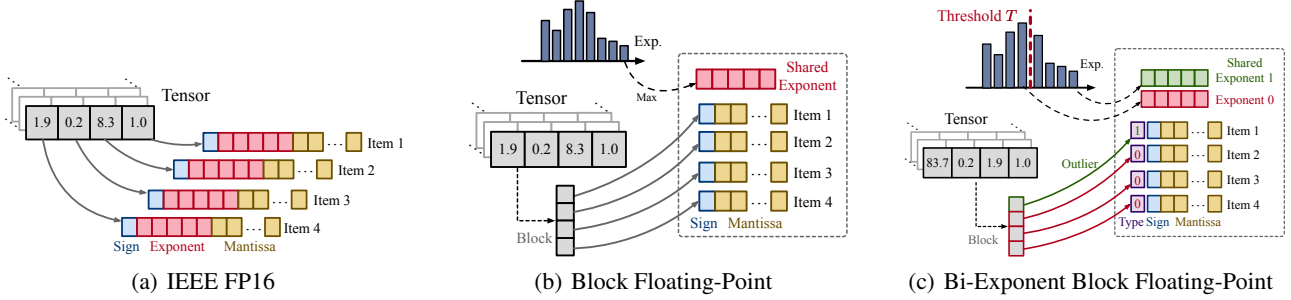 Tensor
1.9 0.2 8.3 1.0
Item 1
Item 2
Item 3
Item 4
Sign Exponent Mantissa
(a) IEEE FP16
Exp.
Max
Shared
Exponent
Tensor
1.9 0.2 8.3 1.0
Item 1
Item 2
Item 3
Item 4
Block
Sign Mantissa
(b) Block Floating-Point
Threshold T
Exp.
Shared
Exponent 1
Exponent 0
Tensor
83.7 0.2 1.9 1.0
Outlier
1 Item 1
0 Item 2
0 Item 3
0 Item 4
Block
Type Sign Mantissa
(c) Bi-Exponent Block Floating-Point